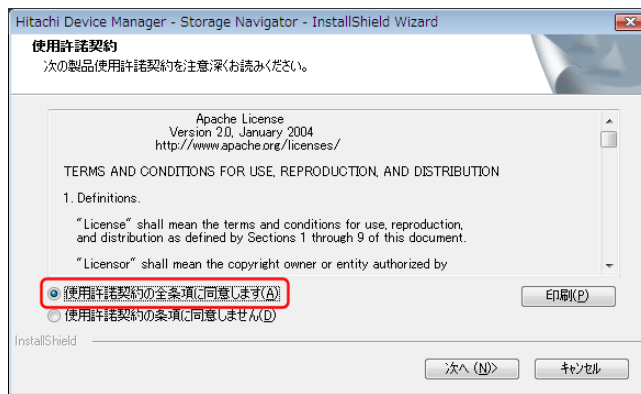 Hitachi Device Manager - Storage Navigator - InstallShield Wizard
使用許諾契約
次の製品使用許諾契約を注意深くお読みください。
Apache License
Version 2.0, January 2004
http://www.apache.org/licenses/
TERMS AND CONDITIONS FOR USE, REPRODUCTION, AND DISTRIBUTION
1. Definitions.
"License" shall mean the terms and conditions for use, reproduction,
and distribution as defined by Sections 1 through 9 of this document.
"Licensor" shall mean the copyright owner or entity authorized by
使用許諾契約の全条項に同意します(A)
印刷(P)
使用許諾契約の条項に同意しません(D)
InstallShield
次へ (N)>
キャンセル